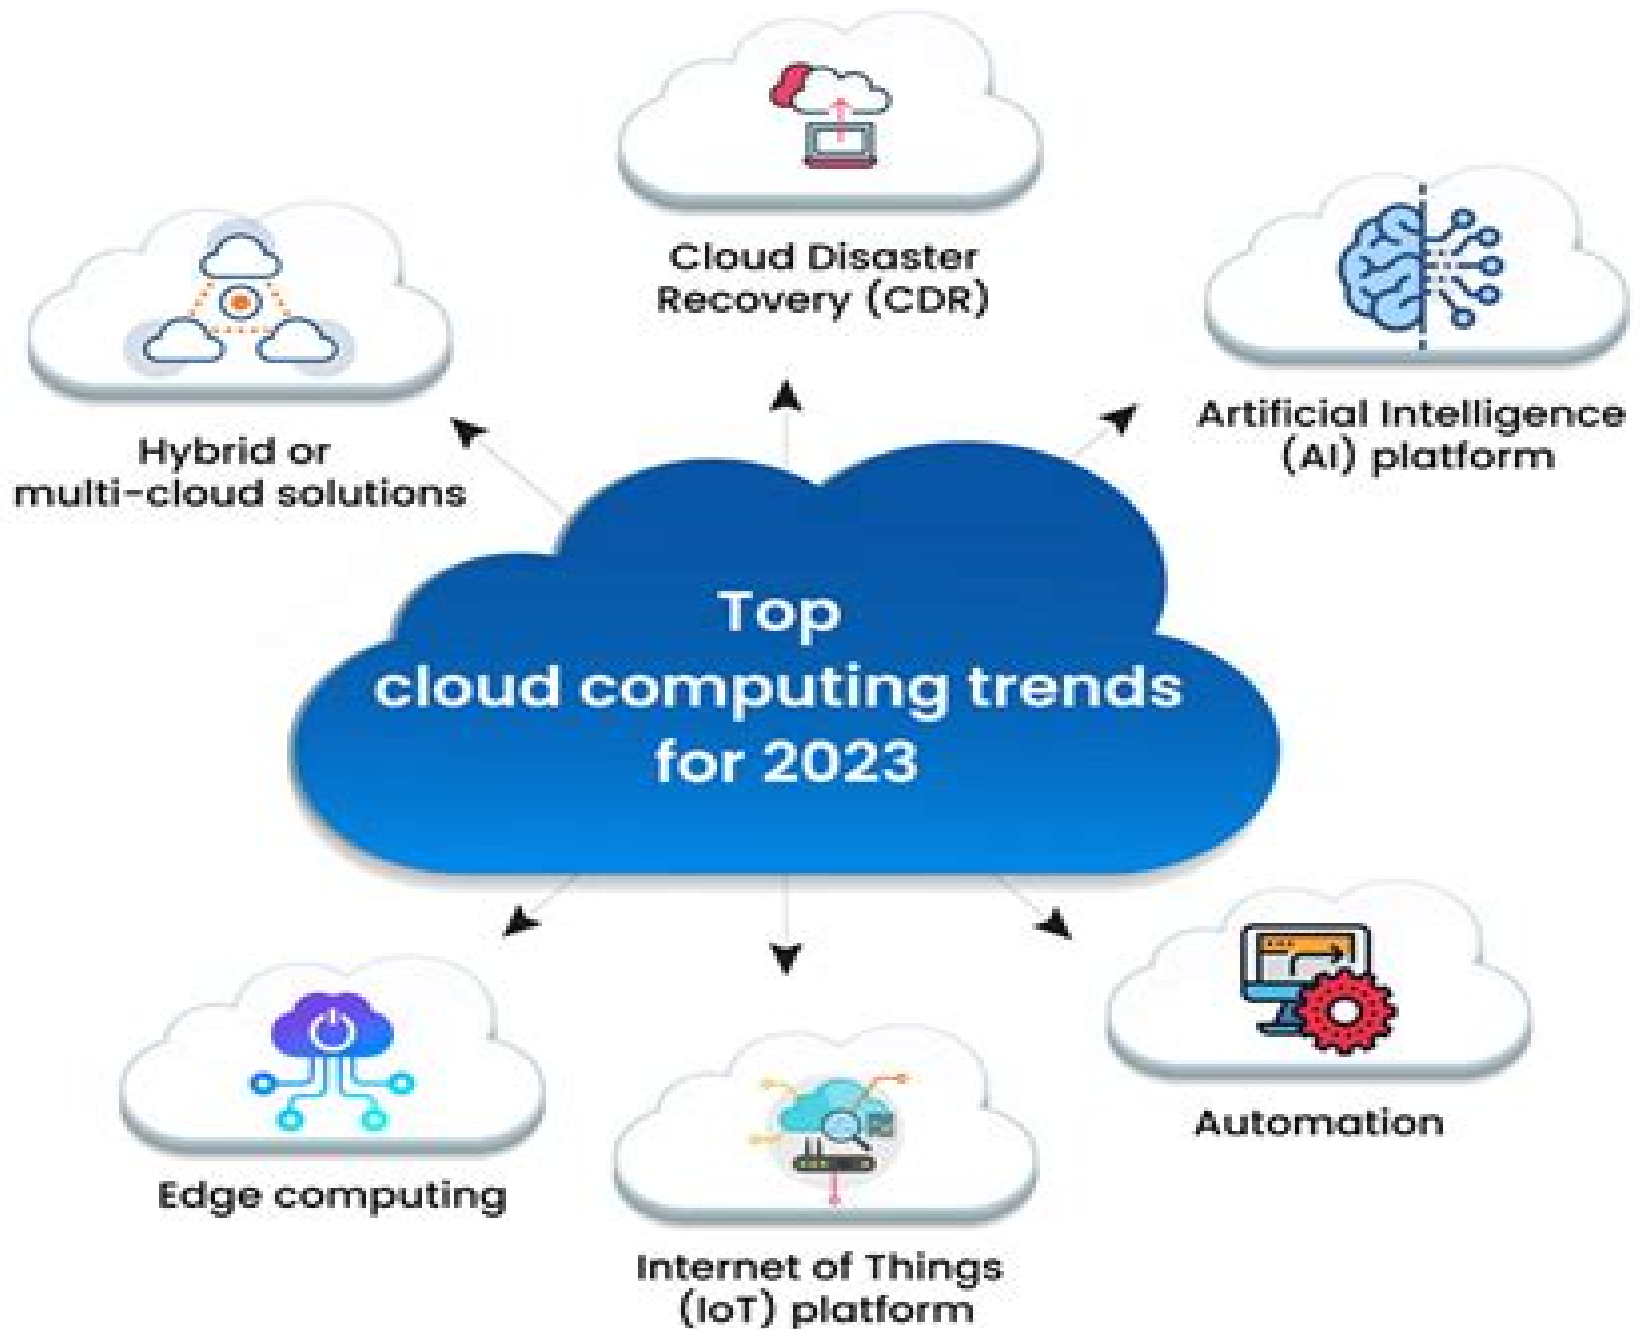 Cloud Disaster
Recovery (CDR)
Hybrid or
multi-cloud solutions
Artificial Intelligence
(AI) platform
Top
cloud computing trends
for 2023
Edge computing
Internet of Things
(IoT) platform
Automation